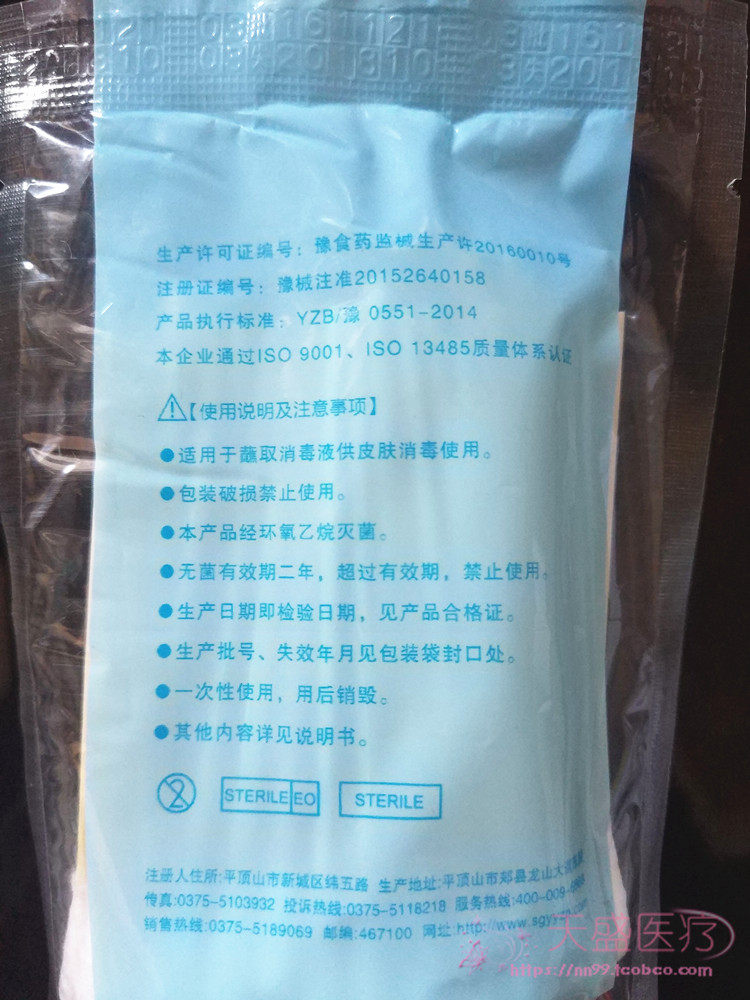 生产许可证编号：豫食药监械生产许20160010号
注册证编号：豫械注准20152640158
产品执行标准：YZB/豫 0551-2014
本企业通过ISO 9001、ISO 13485质量体系认证
⚠【使用说明及注意事项】
●适用于蘸取消毒液供皮肤消毒使用。
●包装破损禁止使用。
●本产品经环氧乙烷灭菌。
●无菌有效期二年，超过有效期，禁止使用。
●生产日期即检验日期，见产品合格证。
●生产批号、失效年月见包装袋封口处。
●一次性使用，用后销毁。
●其他内容详见说明书。
2 STERILE EO STERILE
注册人住所:平顶山市新城区纬五路 生产地址:平顶山市郏县龙山大
传真:0375-5103932 投诉热线:0375-5118218 服务热线:400-009-
销售热线:0375-5189069 邮编:467100 网址:http://www.sgy
天盛医疗
https://nn99.1cobco.com